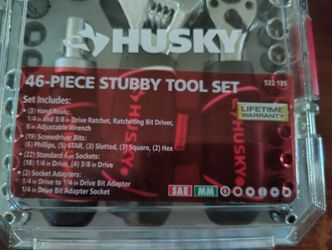 HUSKY
46-PIECE STUBBY TOOL SET
532 135
Set Includes:
• (3) Hand Tools:
1/4 in and 3/8 in Drive Ratchet, Ratcheting Bit Driver,
6 in Adjustable Wrench
• (19) Screwdriver Bits:
(6) Phillips, (5) STAR, (3) Slotted, (3) Square, (2) Hex
• (22) Standard 6 in Sockets:
(18) 1/4 in Drive, (4) 3/8 in Drive
• (2) Socket Adapters:
1/4 in Drive to 1/4 in Drive Bit Adapter
1/4 in Drive Bit Adapter Socket
LIFETIME
WARRANTY
HUSKY
HUSKY
SAE MM